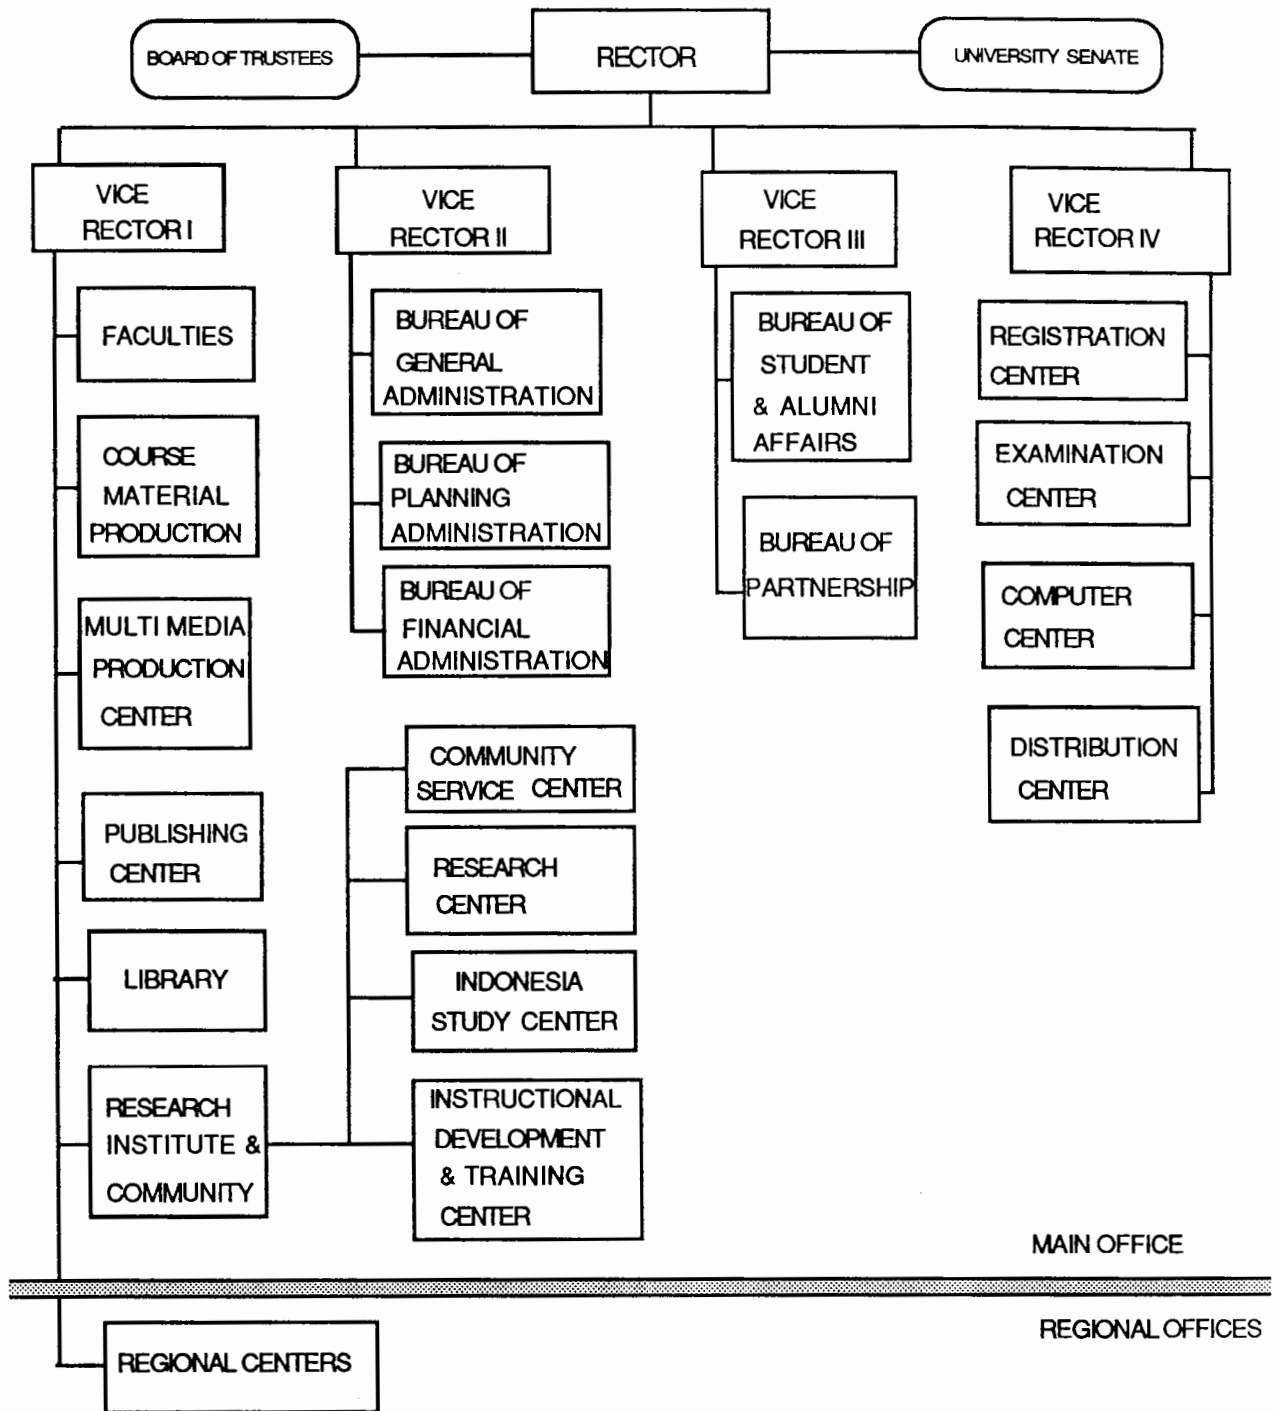 BOARD OF TRUSTEES
RECTOR
UNIVERSITY SENATE
VICE
RECTOR I
VICE
RECTOR II
VICE
RECTOR III
VICE
RECTOR IV
FACULTIES
COURSE
MATERIAL
PRODUCTION
MULTI MEDIA
PRODUCTION
CENTER
PUBLISHING
CENTER
LIBRARY
RESEARCH
INSTITUTE &
COMMUNITY
BUREAU OF
GENERAL
ADMINISTRATION
BUREAU OF
PLANNING
ADMINISTRATION
BUREAU OF
FINANCIAL
ADMINISTRATION
COMMUNITY
SERVICE CENTER
RESEARCH
CENTER
INDONESIA
STUDY CENTER
INSTRUCTIONAL
DEVELOPMENT
& TRAINING
CENTER
BUREAU OF
STUDENT
& ALUMNI
AFFAIRS
BUREAU OF
PARTNERSHIP
REGISTRATION
CENTER
EXAMINATION
CENTER
COMPUTER
CENTER
DISTRIBUTION
CENTER
MAIN OFFICE
REGIONAL OFFICES
REGIONAL CENTERS